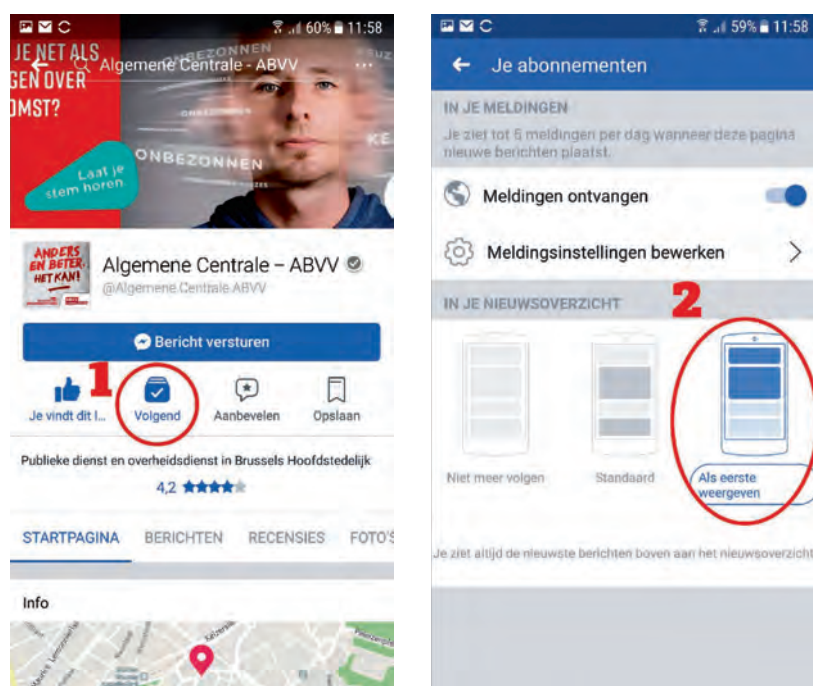 60% 11:58
JE NET ALS
GEN OVER
OMST?
Algemene Centrale - ABVV
ONBEZONNEN
Laat je
stem horen
ANDERS
EN BETER,
HET KAN!
Algemene Centrale – ABVV
@Algemene.Centrale.ABVV
Bericht versturen
1
Je vindt dit l...
Volgend
Aanbevelen
Opslaan
Publieke dienst en overheidsdienst in Brussels Hoofdstedelijk
4,2
STARTPAGINA
BERICHTEN
RECENSIES
FOTO'S
Info
59% 11:58
Je abonnementen
IN JE MELDINGEN
Je ziet tot 6 meldingen per dag wanneer deze pagina
nieuwe berichten plaatst.
Meldingen ontvangen
Meldingsinstellingen bewerken
IN JE NIEUWSOVERZICHT
2
Niet meer volgen
Standaard
Als eerste
weergeven
Je ziet altijd de nieuwste berichten boven aan het nieuwsoverzicht